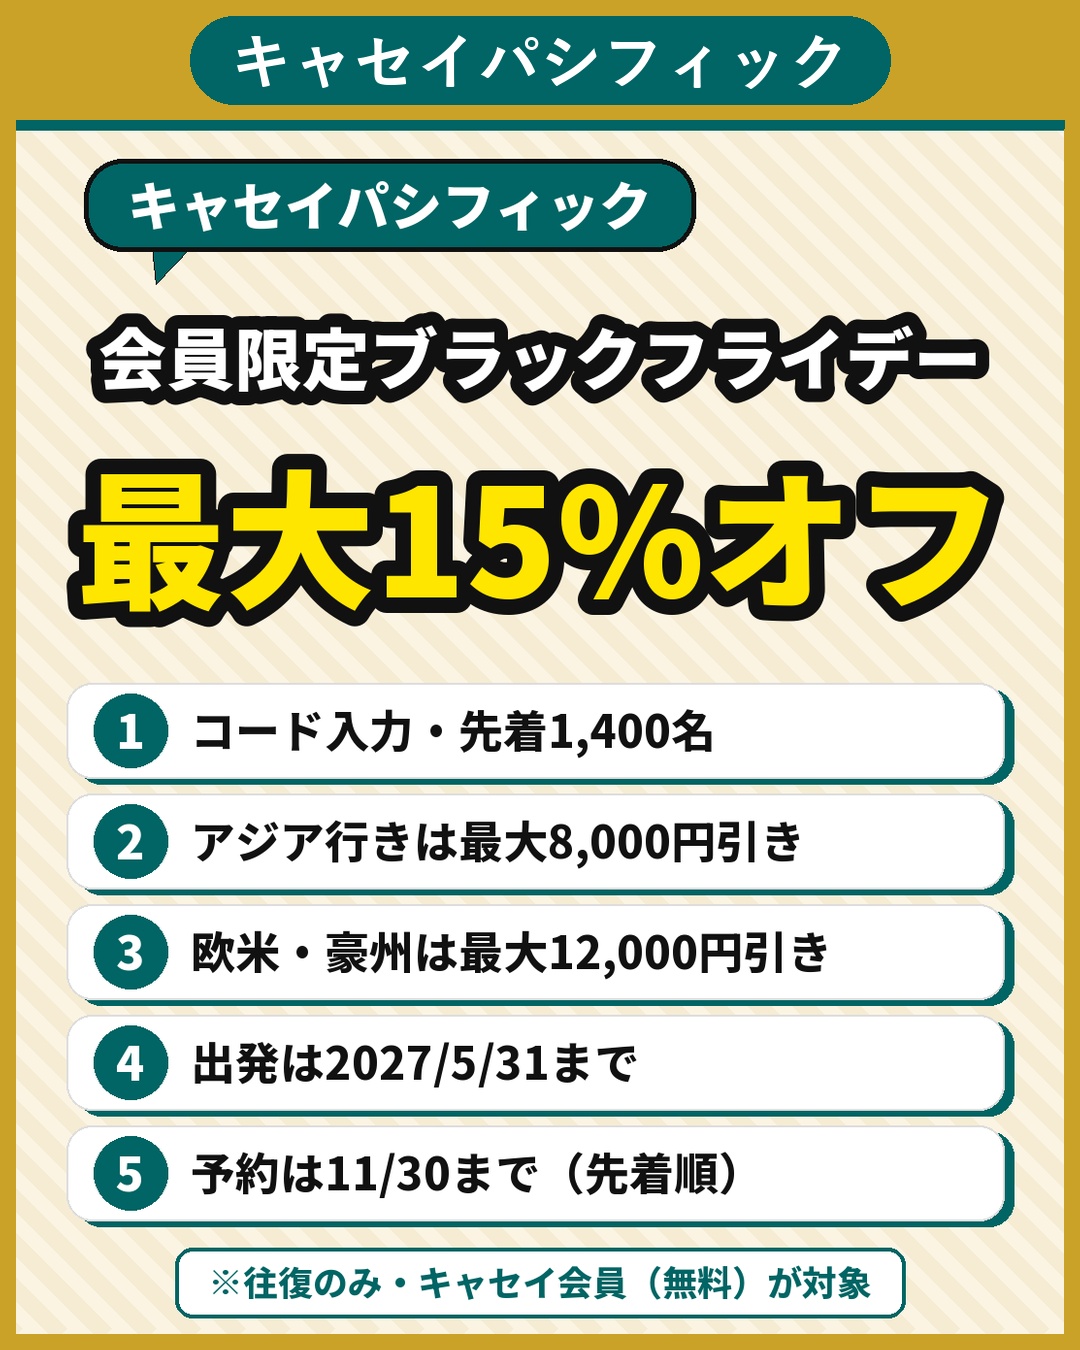 キャセイパシフィック
キャセイパシフィック
会員限定ブラックフライデー
最大15%オフ
1 コード入力・先着1,400名
2 アジア行きは最大8,000円引き
3 欧米・豪州は最大12,000円引き
4 出発は2027/5/31まで
5 予約は11/30まで（先着順）
※往復のみ・キャセイ会員（無料）が対象